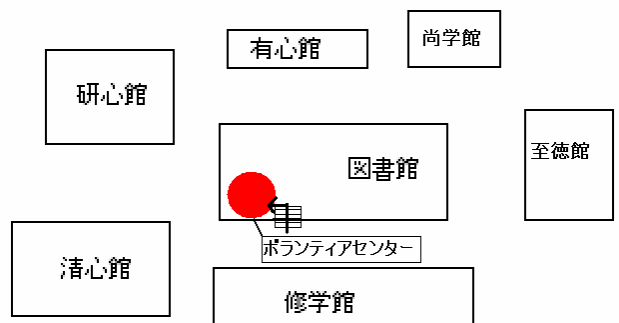 尚学館
有心館
研心館
至徳館
図書館
ボランティアセンター
清心館
修学館